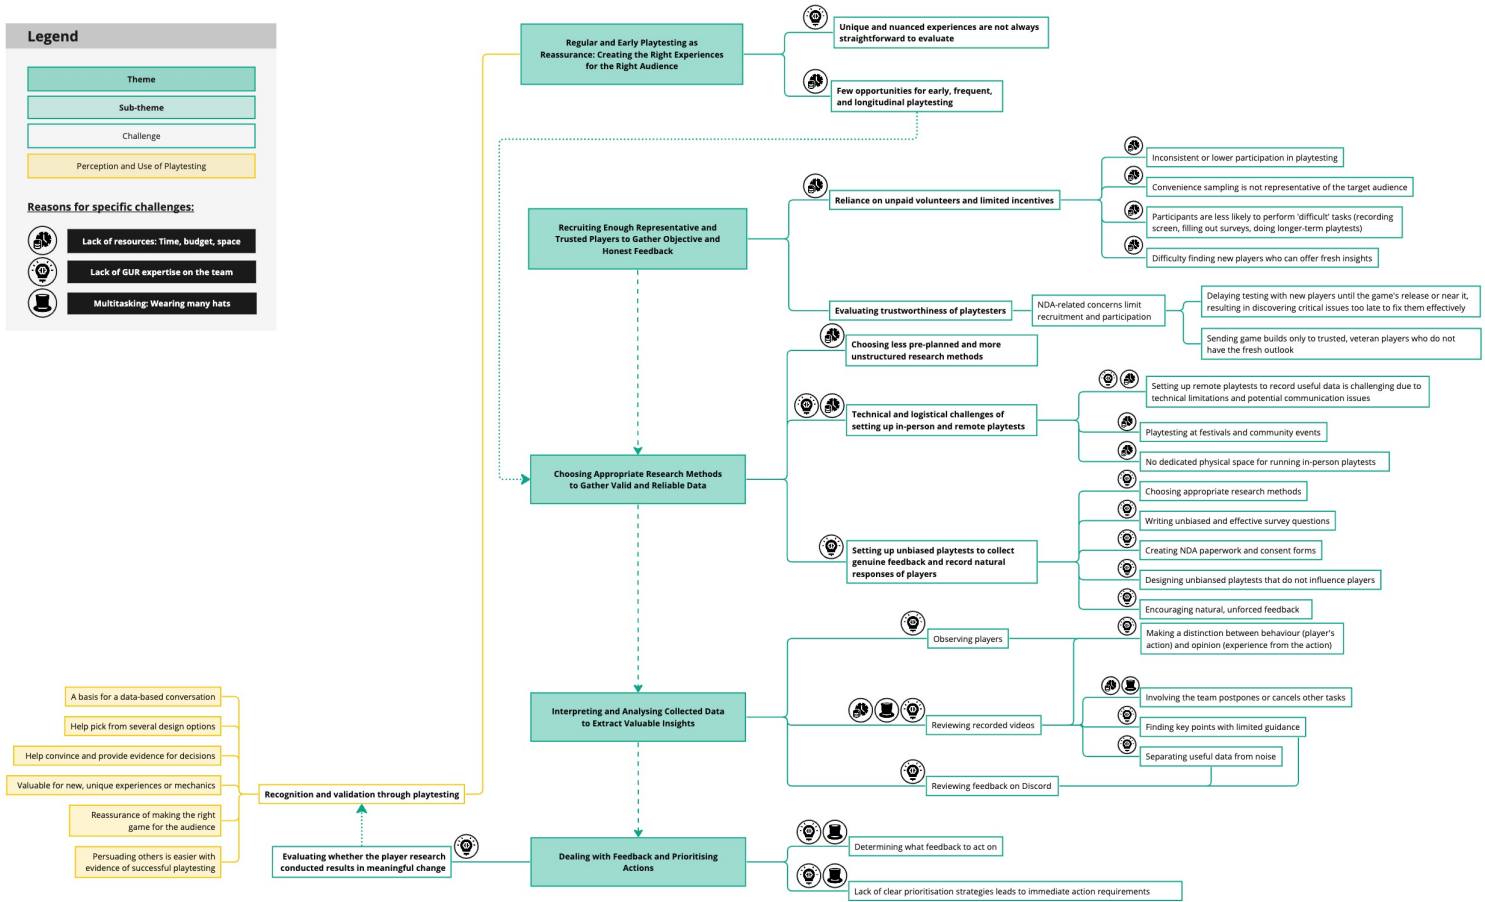 Legend
Theme
Sub-theme
Challenge
Perception and Use of Playtesting
Reasons for specific challenges:
Lack of resources: Time, budget, space
Lack of GUR expertise on the team
Multitasking: Wearing many hats
Regular and Early Playtesting as
Reassurance: Creating the Right Experiences
for the Right Audience
Unique and nuanced experiences are not always
straightforward to evaluate
Few opportunities for early, frequent,
and longitudinal playtesting
Recruiting Enough Representative and
Trusted Players to Gather Objective and
Honest Feedback
Reliance on unpaid volunteers and limited incentives
Inconsistent or lower participation in playtesting
Convenience sampling is not representative of the target audience
Participants are less likely to perform 'difficult' tasks (recording
screen, filling out surveys, doing longer-term playtests)
Difficulty finding new players who can offer fresh insights
Evaluating trustworthiness of playtesters
NDA-related concerns limit
recruitment and participation
Delaying testing with new players until the game's release or near it,
resulting in discovering critical issues too late to fix them effectively
Sending game builds only to trusted, veteran players who do not
have the fresh outlook
Choosing Appropriate Research Methods
to Gather Valid and Reliable Data
Choosing less pre-planned and more
unstructured research methods
Technical and logistical challenges of
setting up in-person and remote playtests
Setting up remote playtests to record useful data is challenging due to
technical limitations and potential communication issues
Playtesting at festivals and community events
No dedicated physical space for running in-person playtests
Setting up unbiased playtests to collect
genuine feedback and record natural
responses of players
Choosing appropriate research methods
Writing unbiased and effective survey questions
Creating NDA paperwork and consent forms
Designing unbiansed playtests that do not influence players
Encouraging natural, unforced feedback
Interpreting and Analysing Collected Data
to Extract Valuable Insights
Observing players
Making a distinction between behaviour (player's
action) and opinion (experience from the action)
Reviewing recorded videos
Involving the team postpones or cancels other tasks
Finding key points with limited guidance
Separating useful data from noise
Reviewing feedback on Discord
Dealing with Feedback and Prioritising
Actions
Determining what feedback to act on
Lack of clear prioritisation strategies leads to immediate action requirements
Evaluating whether the player research
conducted results in meaningful change
Recognition and validation through playtesting
A basis for a data-based conversation
Help pick from several design options
Help convince and provide evidence for decisions
Valuable for new, unique experiences or mechanics
Reassurance of making the right
game for the audience
Persuading others is easier with
evidence of successful playtesting